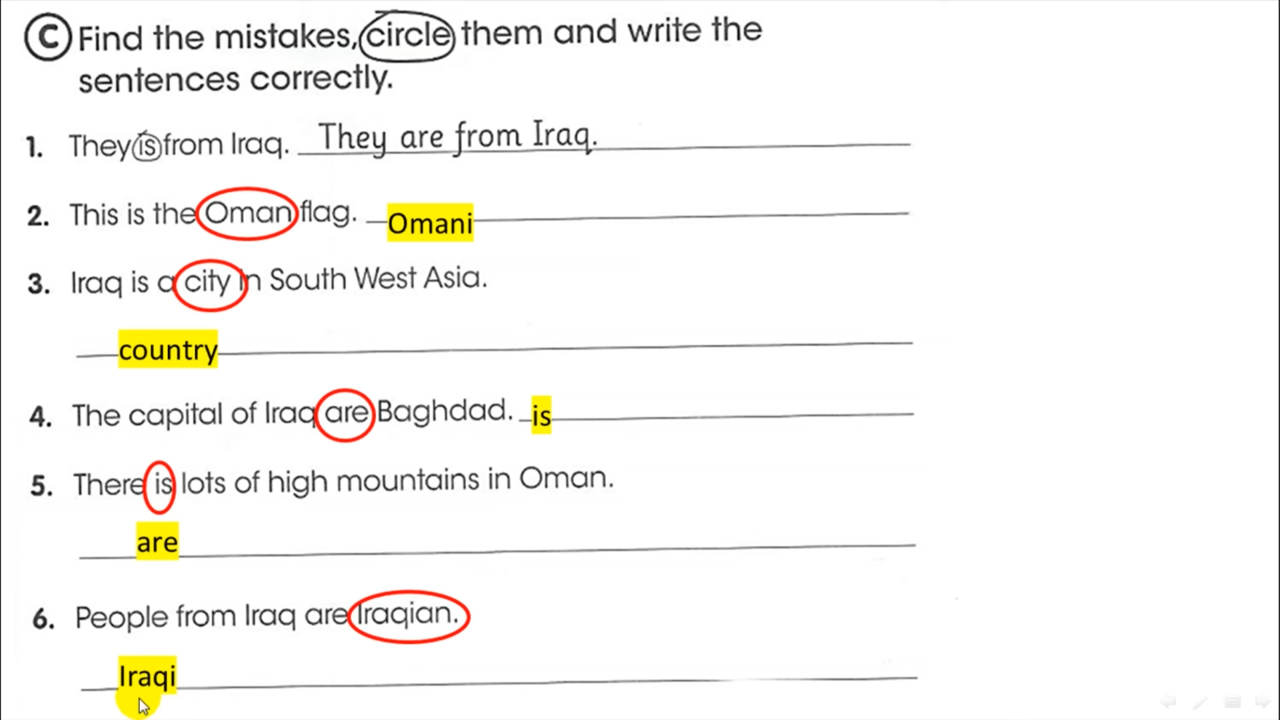 C Find the mistakes, circle them and write the
sentences correctly.
1. They is from Iraq. They are from Iraq.
2. This is the Oman flag. Omani
3. Iraq is a city in South West Asia.
country
4. The capital of Iraq are Baghdad. is
5. There is lots of high mountains in Oman.
are
6. People from Iraq are Iraqian.
Iraqi